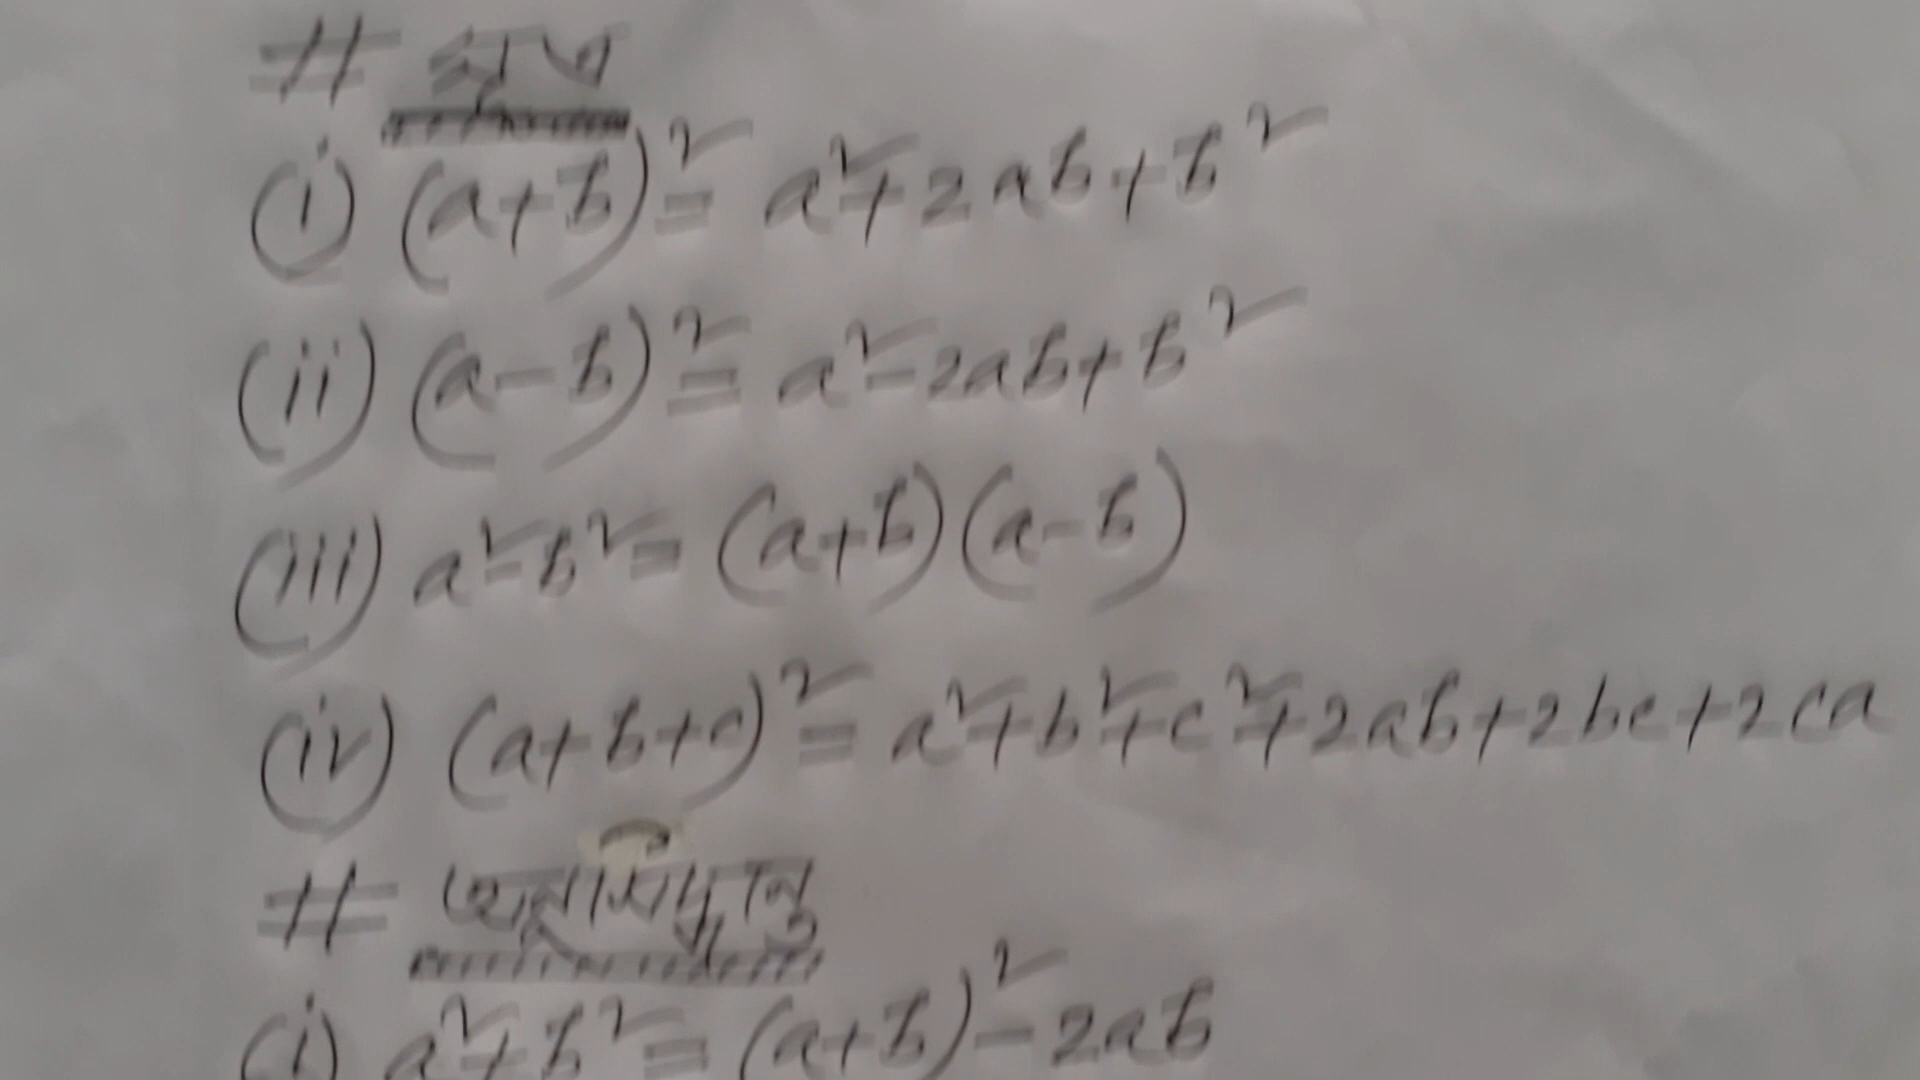 # সূত্র
(i) (a+b)² = a²+2ab+b²
(ii) (a-b)² = a²-2ab+b²
(iii) a²-b² = (a+b)(a-b)
(iv) (a+b+c)² = a²+b²+c²+2ab+2bc+2ca
# অনুসিদ্ধান্ত
(i) a²+b² = (a+b)²-2ab